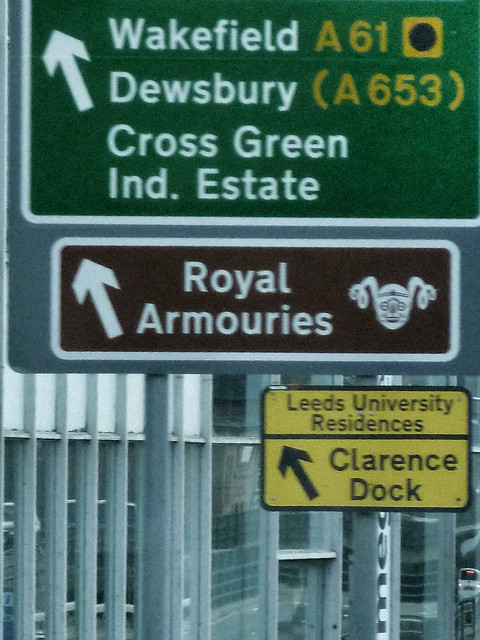 Wakefield A61
Dewsbury (A653)
Cross Green
Ind. Estate
Royal
Armouries
Leeds University
Residences
Clarence
Dock